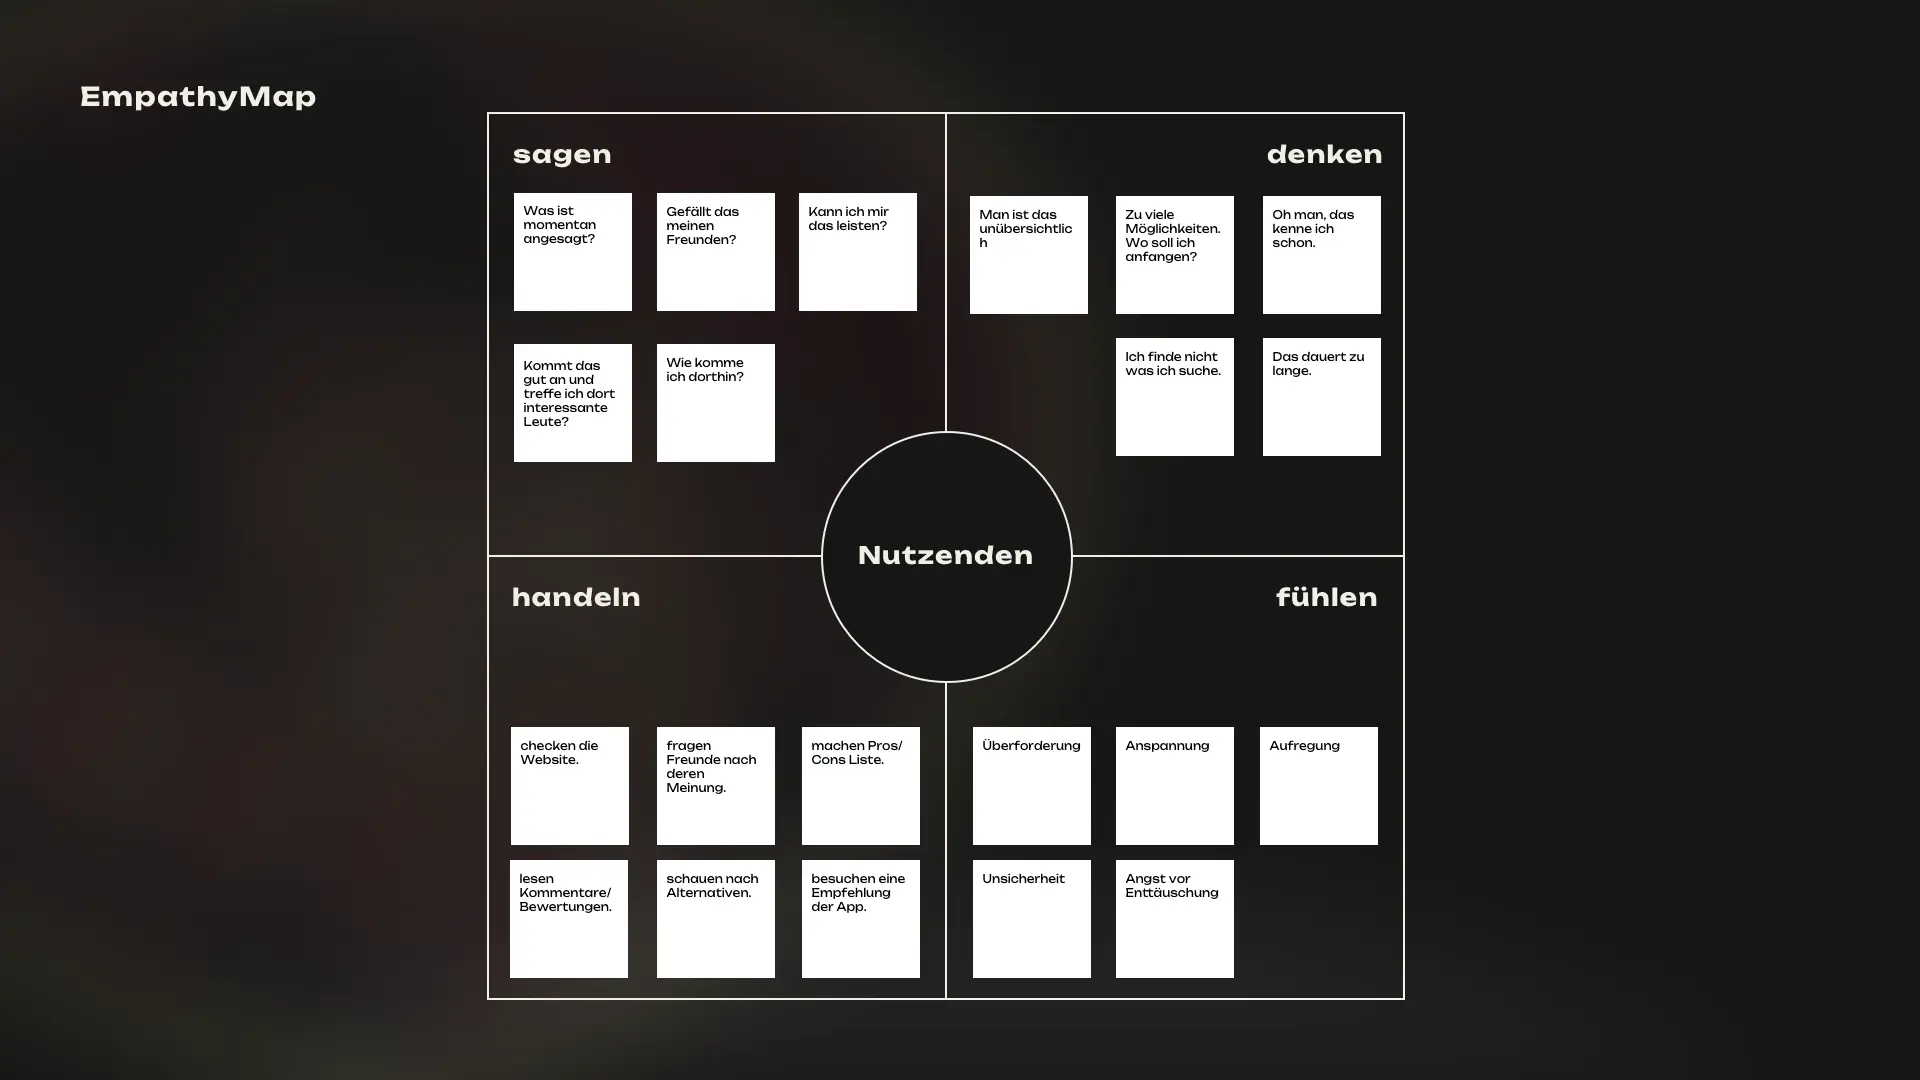 EmpathyMap
sagen
Was ist
momentan
angesagt?
Gefällt das
meinen
Freunden?
Kann ich mir
das leisten?
Kommt das
gut an und
treffe ich dort
interessante
Leute?
Wie komme
ich dorthin?
denken
Man ist das
unübersichtlic
h
Zu viele
Möglichkeiten.
Wo soll ich
anfangen?
Oh man, das
kenne ich
schon.
Ich finde nicht
was ich suche.
Das dauert zu
lange.
Nutzenden
handeln
checken die
Website.
fragen
Freunde nach
deren
Meinung.
machen Pros/
Cons Liste.
lesen
Kommentare/
Bewertungen.
schauen nach
Alternativen.
besuchen eine
Empfehlung
der App.
fühlen
Überforderung
Anspannung
Aufregung
Unsicherheit
Angst vor
Enttäuschung